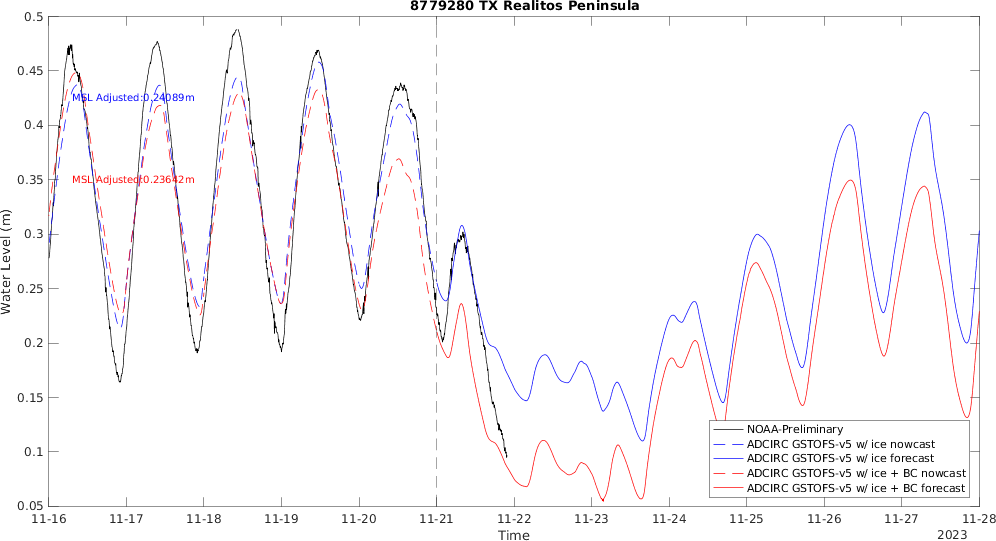 8779280 TX Realitos Peninsula
0.5
0.45
0.4
0.35
0.3
0.25
0.2
0.15
0.1
0.05
Water Level (m)
MSL Adjusted:0.24089m
MSL Adjusted:0.23642m
NOAA-Preliminary
ADCIRC GSTOFS-v5 w/ ice nowcast
ADCIRC GSTOFS-v5 w/ ice forecast
ADCIRC GSTOFS-v5 w/ ice + BC nowcast
ADCIRC GSTOFS-v5 w/ ice + BC forecast
11-16 11-17 11-18 11-19 11-20 11-21 11-22 11-23 11-24 11-25 11-26 11-27 11-28
Time
2023